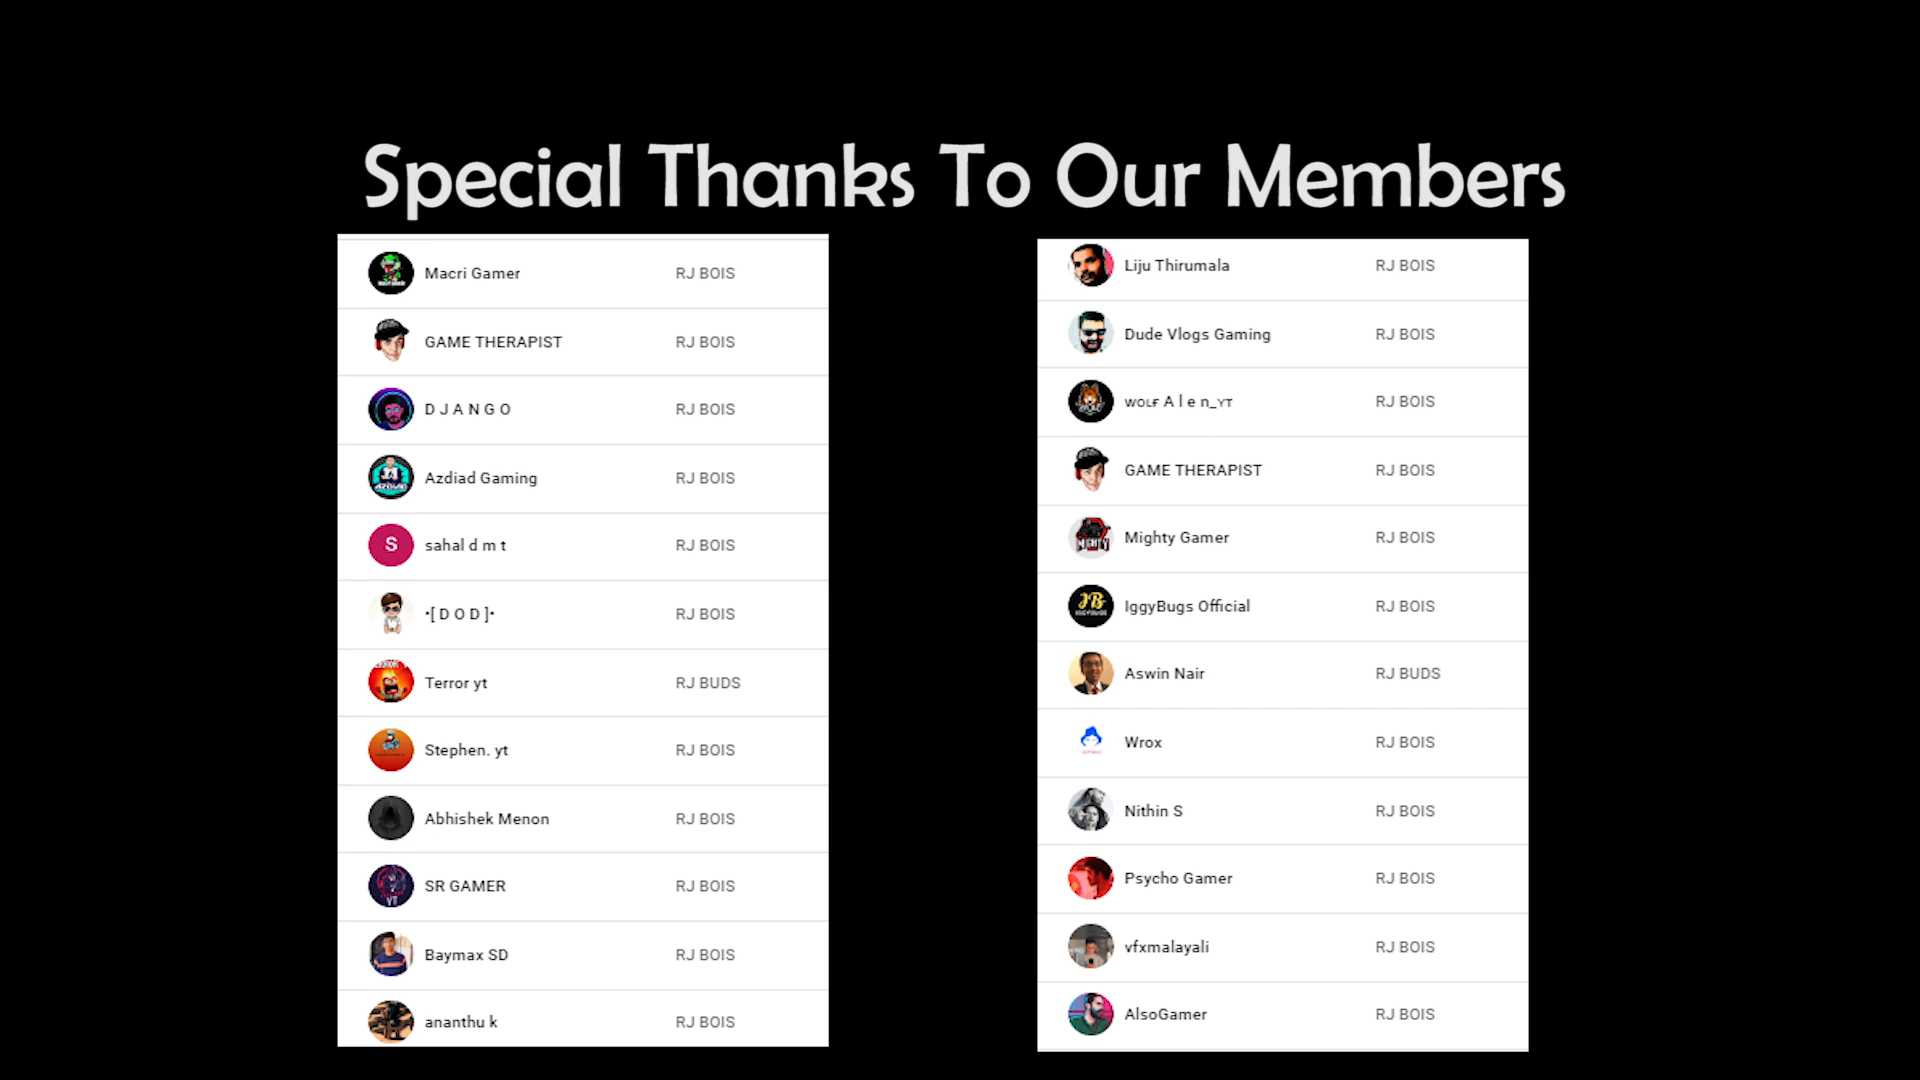 Special Thanks To Our Members
Macri Gamer RJ BOIS
GAME THERAPIST RJ BOIS
D J A N G O RJ BOIS
Azdiad Gaming RJ BOIS
S sahal d m t RJ BOIS
•[ D O D ]• RJ BOIS
Terror yt RJ BUDS
Stephen. yt RJ BOIS
Abhishek Menon RJ BOIS
SR GAMER RJ BOIS
Baymax SD RJ BOIS
ananthu k RJ BOIS
Liju Thirumala RJ BOIS
Dude Vlogs Gaming RJ BOIS
ᴡᴏʟғ A l e n_ʏᴛ RJ BOIS
GAME THERAPIST RJ BOIS
Mighty Gamer RJ BOIS
IggyBugs Official RJ BOIS
Aswin Nair RJ BUDS
Wrox RJ BOIS
Nithin S RJ BOIS
Psycho Gamer RJ BOIS
vfxmalayali RJ BOIS
AlsoGamer RJ BOIS